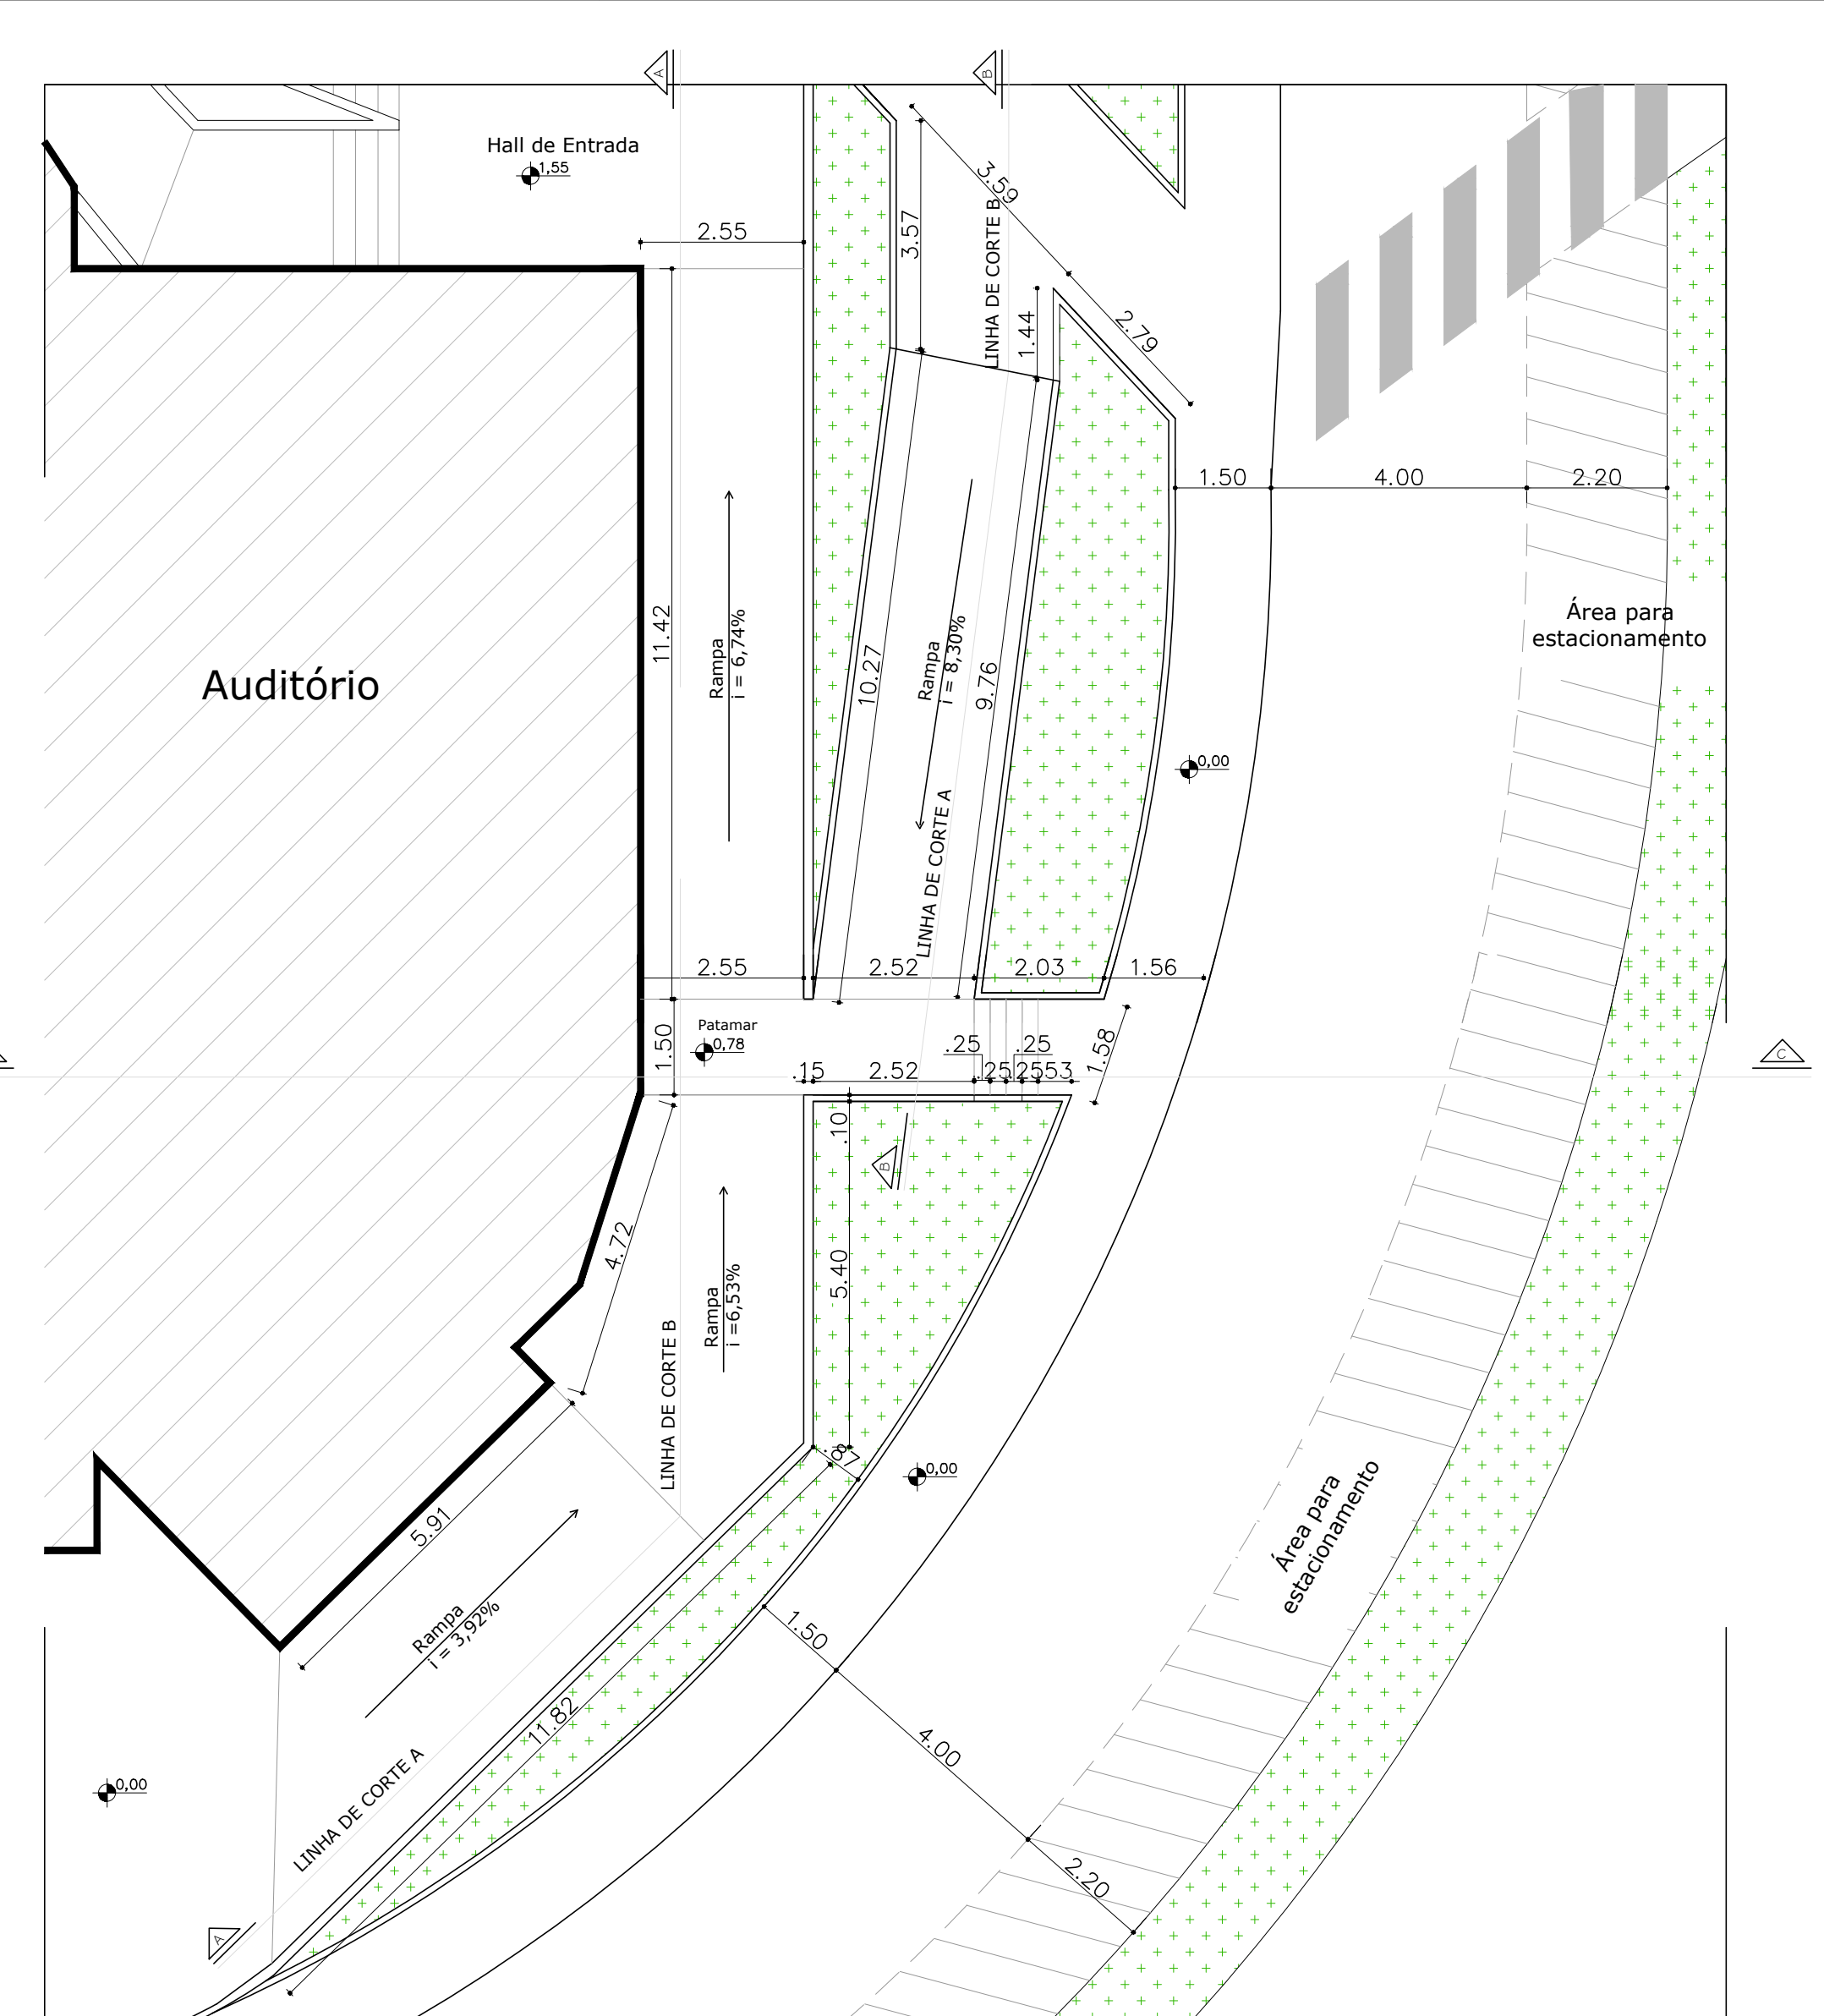 A
B
Hall de Entrada
1,55
2.55
3.59
3.57
LINHA DE CORTE B
1.44
2.79
1.50
4.00
2.20
Área para
estacionamento
11.42
Rampa
i = 6,74%
Auditório
10.27
Rampa
i = 8,30%
9.76
0,00
LINHA DE CORTE A
2.55
2.52
2.03
1.56
Patamar
0,78
1.50
.25
.25
1.58
.15
2.52
.25
.25
.53
C
.10
B
4.72
5.40
Rampa
i =6,53%
LINHA DE CORTE B
.87
0,00
Área para
estacionamento
5.91
Rampa
i = 3,92%
1.50
11.82
4.00
LINHA DE CORTE A
0,00
2.20
A